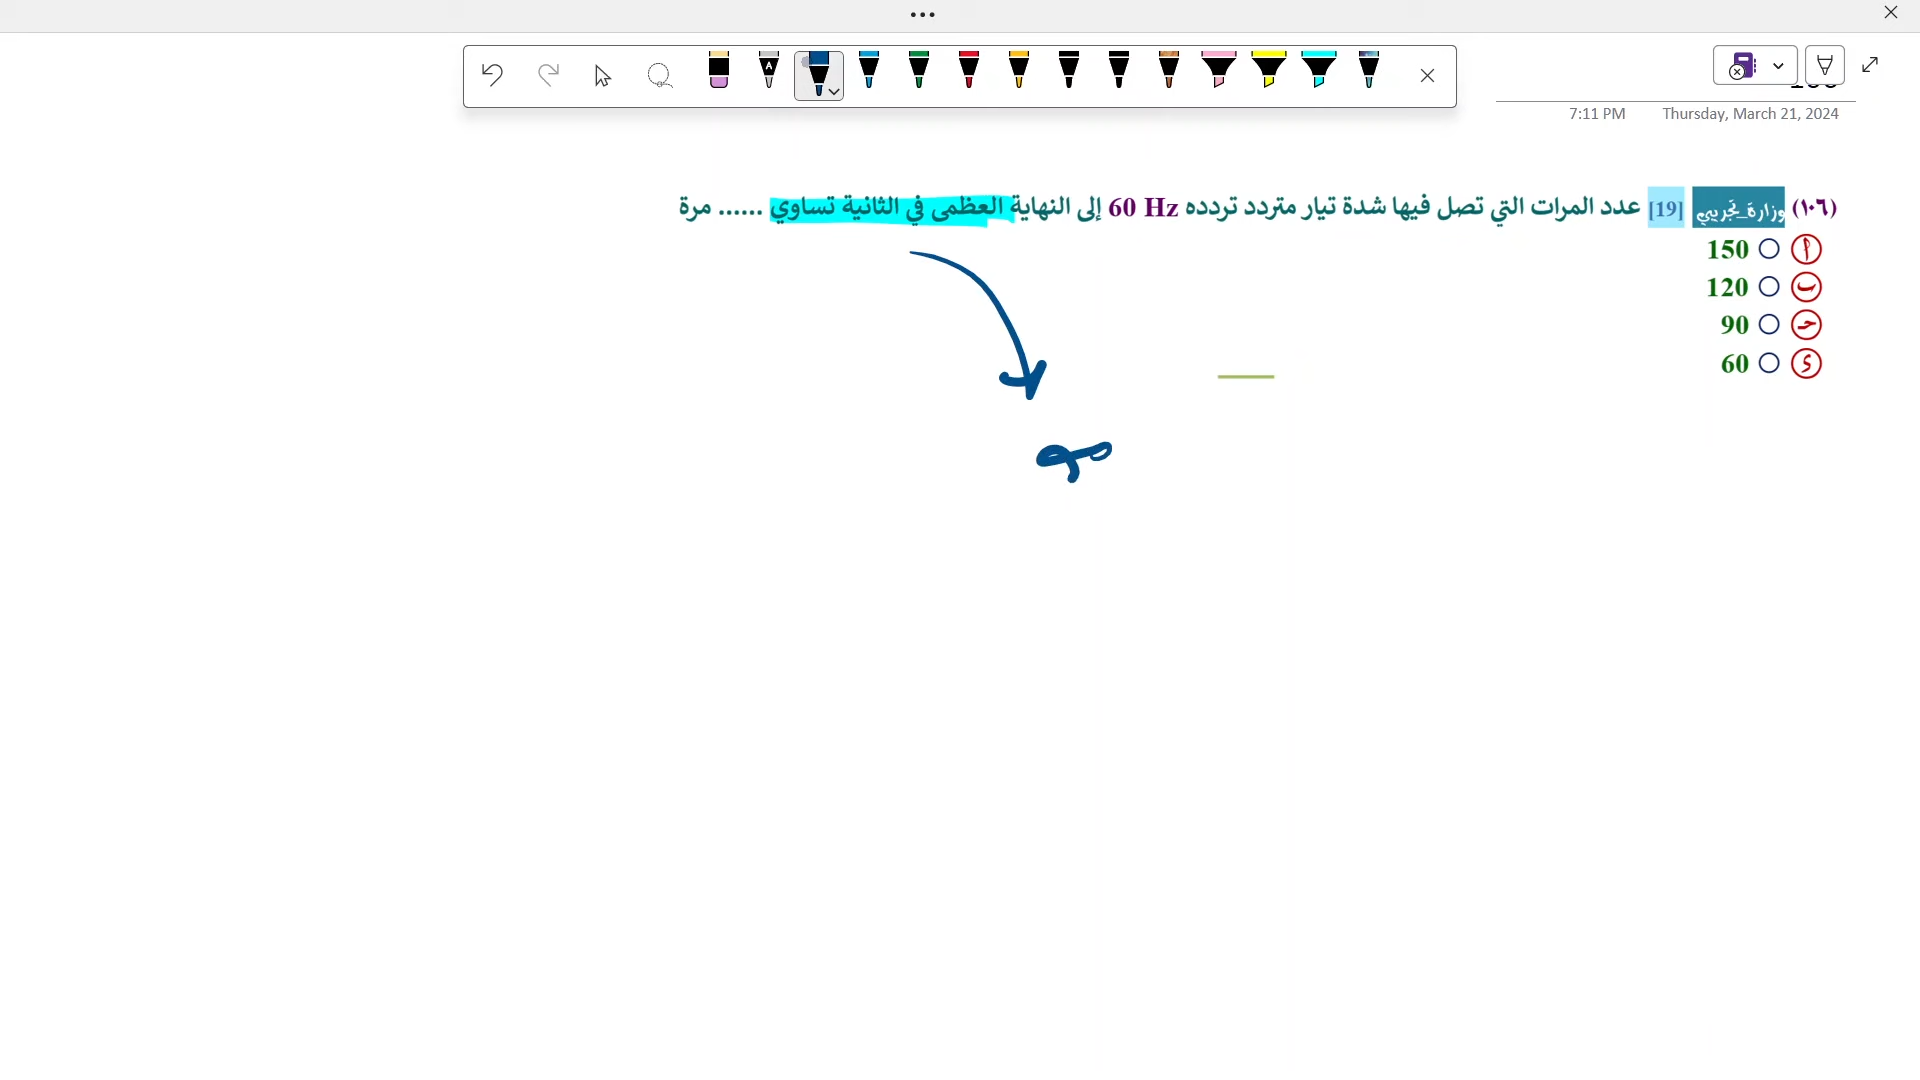 7:11 PM Thursday, March 21, 2024
(١٠٦) وزارة_تجريبي [19] عدد المرات التي تصل فيها شدة تيار متردد تردده 60 Hz إلى النهاية العظمى في الثانية تساوي ...... مرة
أ 150
ب 120
حـ 90
ى 60